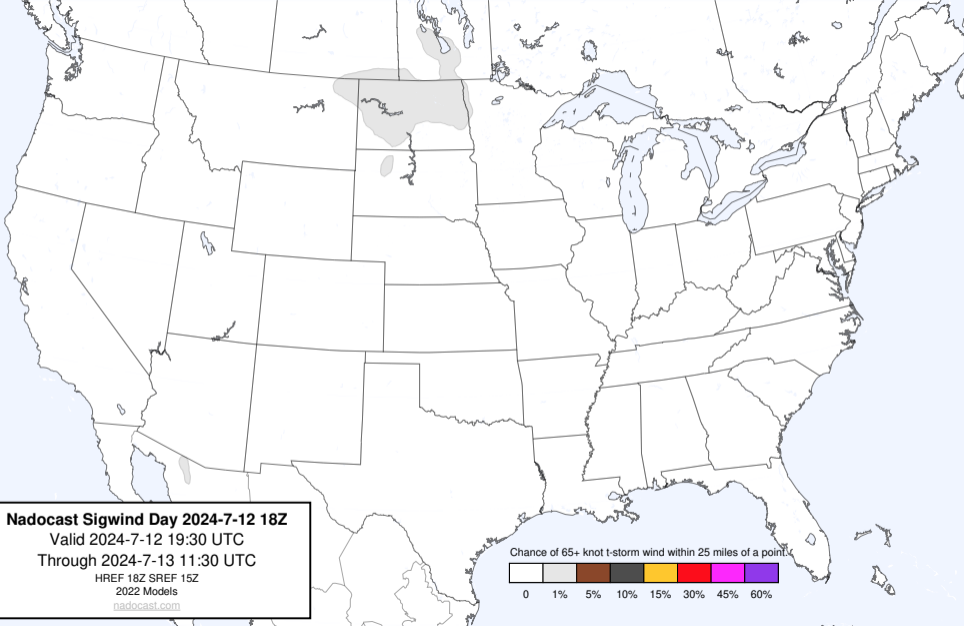 Nadocast Sigwind Day 2024-7-12 18Z
Valid 2024-7-12 19:30 UTC
Through 2024-7-13 11:30 UTC
HREF 18Z SREF 15Z
2022 Models
nadocast.com
Chance of 65+ knot t-storm wind within 25 miles of a point.
0 1% 5% 10% 15% 30% 45% 60%